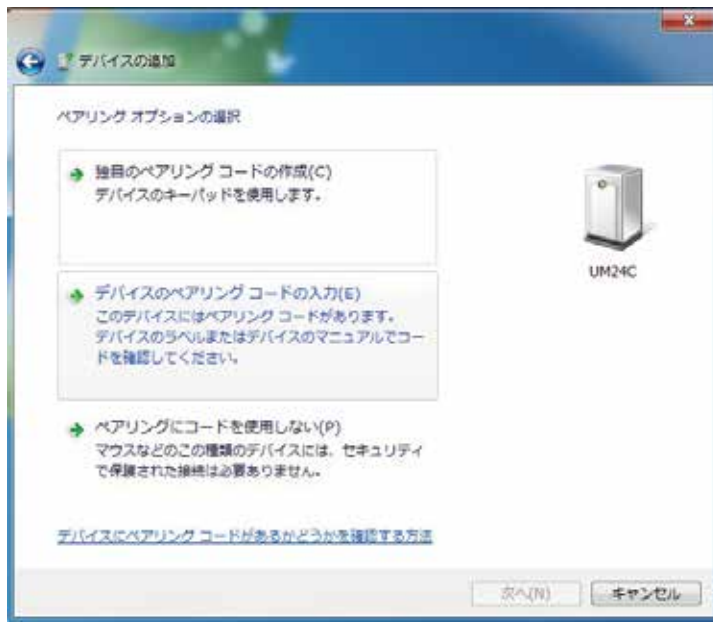 デバイスの追加
ペアリング オプションの選択
独自のペアリング コードの作成(C)
デバイスのキーパッドを使用します。
UM24C
デバイスのペアリング コードの入力(E)
このデバイスにはペアリング コードがあります。
デバイスのラベルまたはデバイスのマニュアルでコー
ドを確認してください。
ペアリングにコードを使用しない(P)
マウスなどのこの種類のデバイスには、セキュリティ
で保護された接続は必要ありません。
デバイスにペアリング コードがあるかどうかを確認する方法
次へ(N)
キャンセル